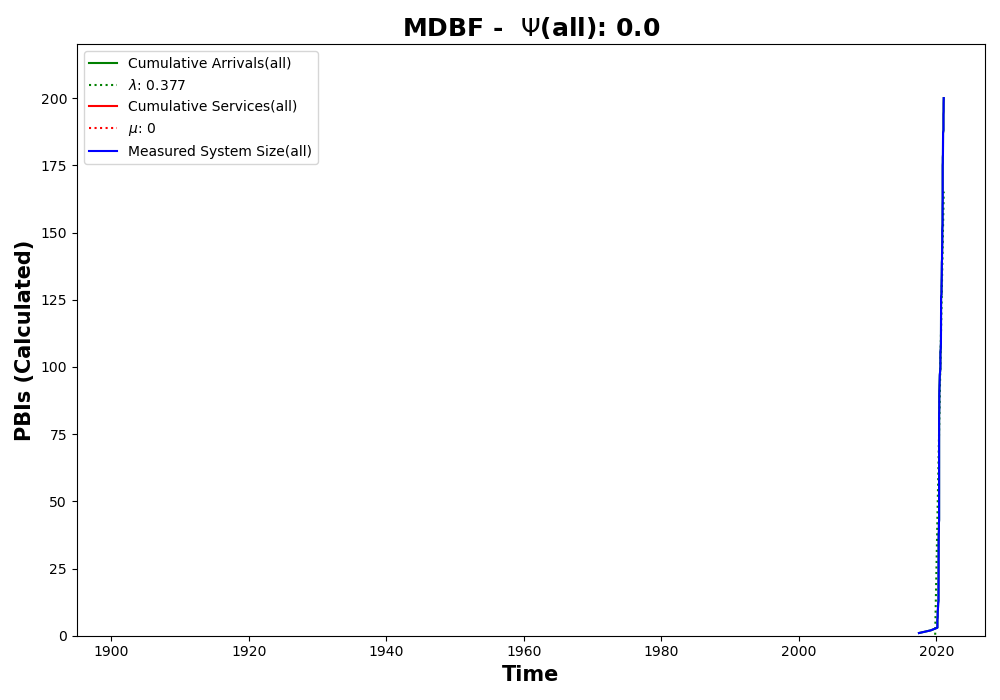 MDBF - Ψ(all): 0.0
Cumulative Arrivals(all)
λ: 0.377
Cumulative Services(all)
μ: 0
Measured System Size(all)
PBIs (Calculated)
200
175
150
125
100
75
50
25
0
1900 1920 1940 1960 1980 2000 2020
Time